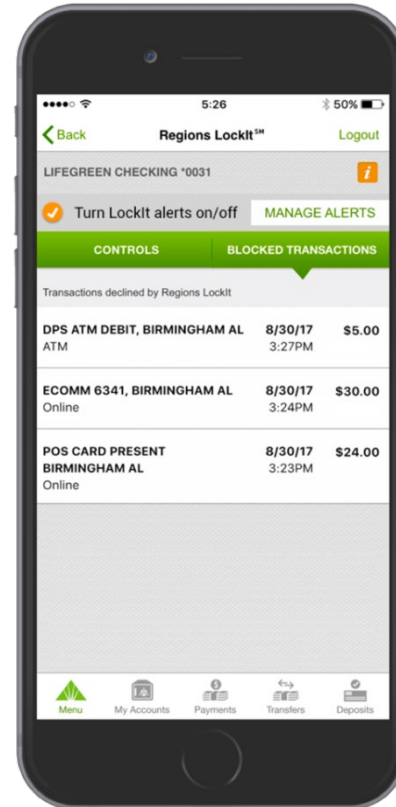 5:26
50%
Back
Regions LockIt℠
Logout
LIFEGREEN CHECKING *0031
i
Turn LockIt alerts on/off
MANAGE ALERTS
CONTROLS
BLOCKED TRANSACTIONS
Transactions declined by Regions LockIt
DPS ATM DEBIT, BIRMINGHAM AL 8/30/17 $5.00
ATM 3:27PM
ECOMM 6341, BIRMINGHAM AL 8/30/17 $30.00
Online 3:24PM
POS CARD PRESENT 8/30/17 $24.00
BIRMINGHAM AL 3:23PM
Online
Menu My Accounts Payments Transfers Deposits